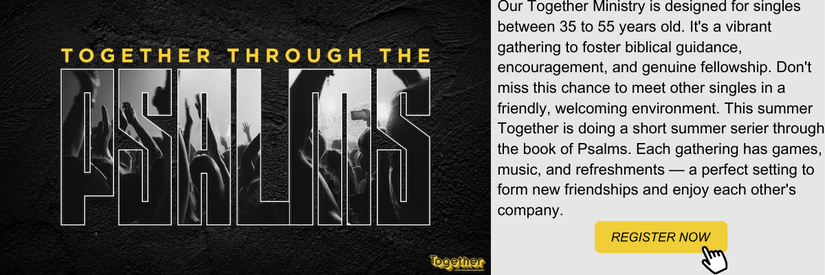 TOGETHER THROUGH THE
PSALMS
Together
Our Together Ministry is designed for singles
between 35 to 55 years old. It's a vibrant
gathering to foster biblical guidance,
encouragement, and genuine fellowship. Don't
miss this chance to meet other singles in a
friendly, welcoming environment. This summer
Together is doing a short summer serier through
the book of Psalms. Each gathering has games,
music, and refreshments — a perfect setting to
form new friendships and enjoy each other's
company.
REGISTER NOW